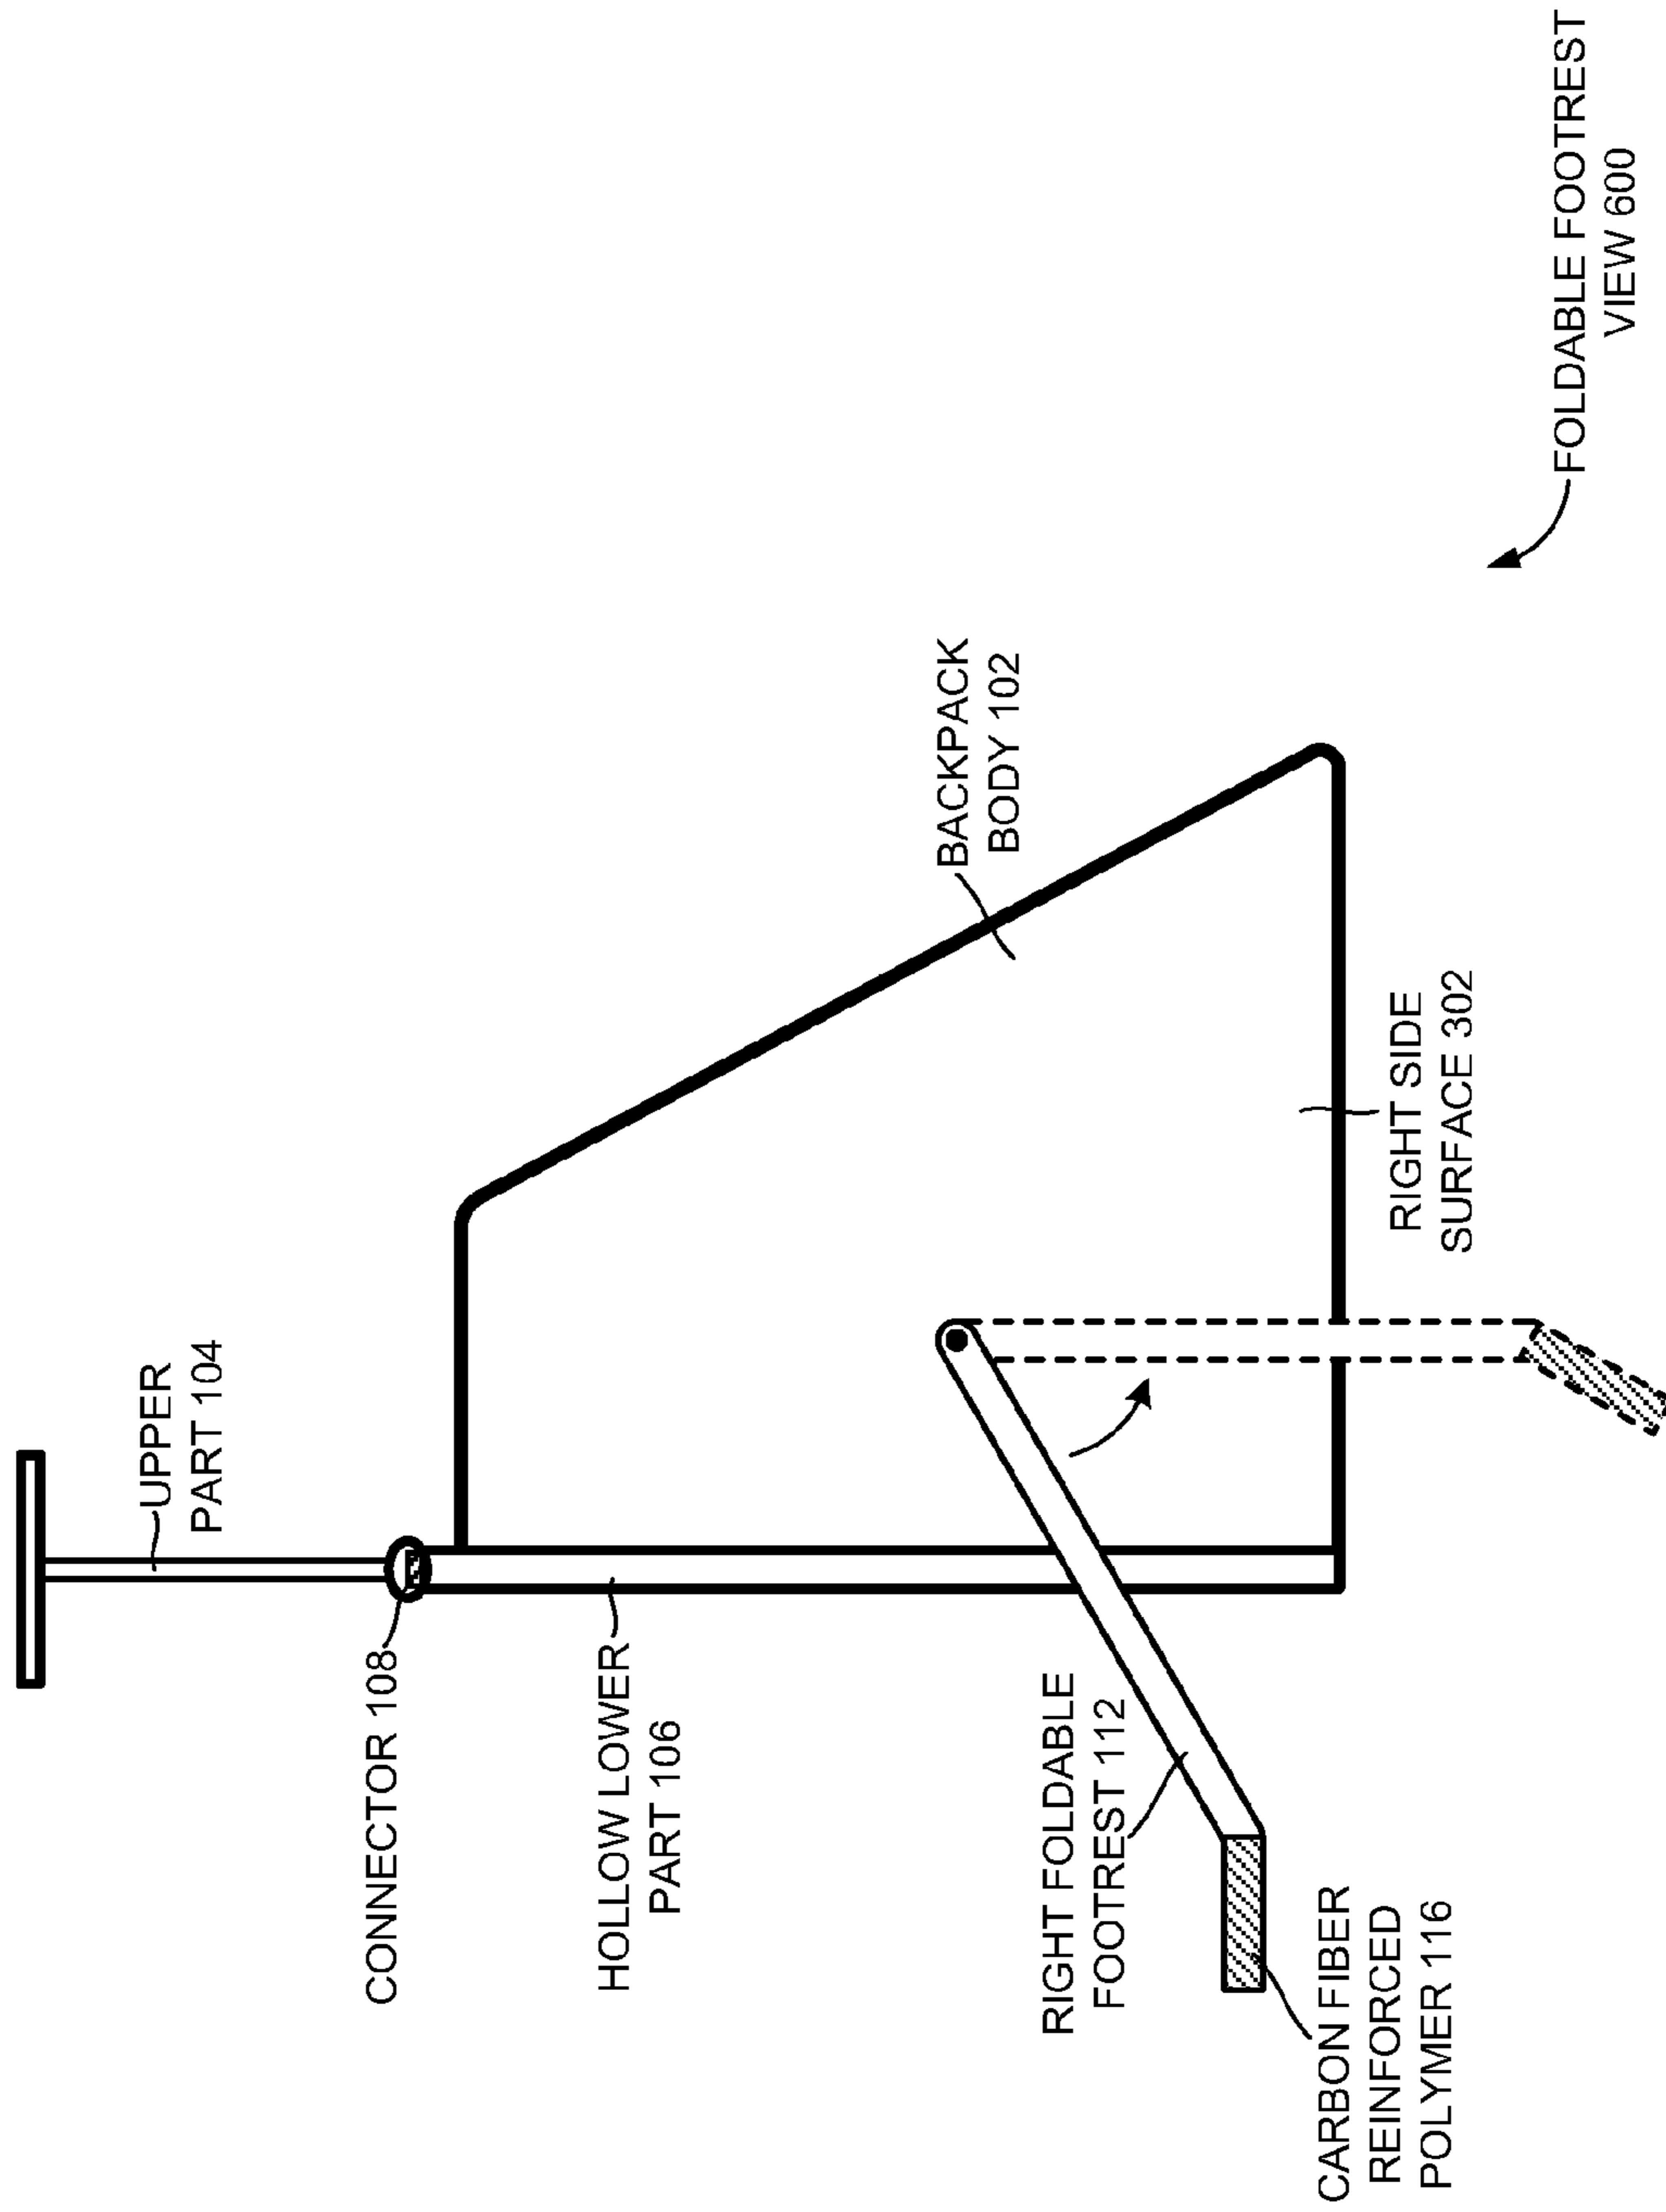 UPPER
PART 104
CONNECTOR 108
HOLLOW LOWER
PART 106
BACKPACK
BODY 102
RIGHT FOLDABLE
FOOTREST 112
CARBON FIBER
REINFORCED
POLYMER 116
RIGHT SIDE
SURFACE 302
FOLDABLE FOOTREST
VIEW 600